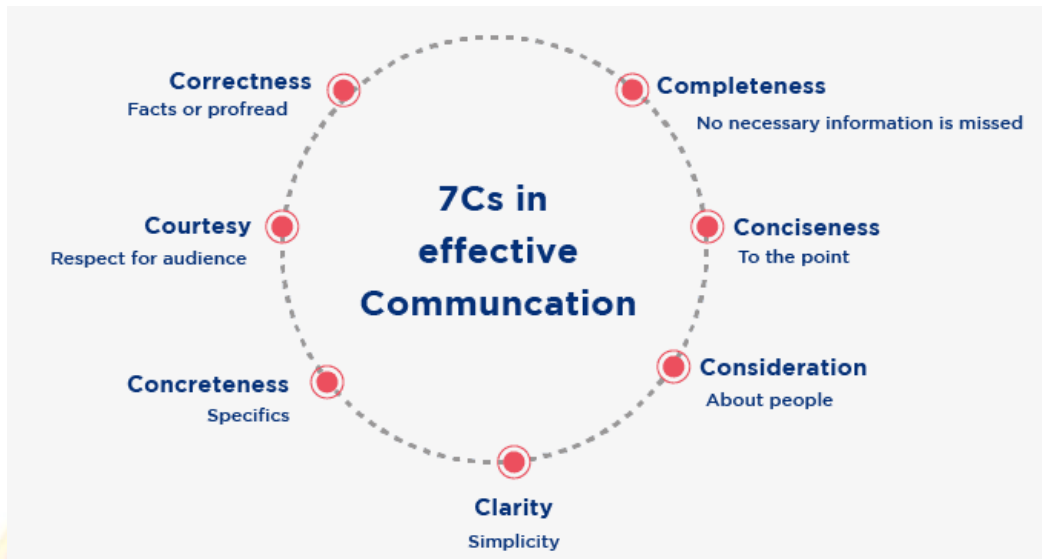 7Cs in
effective
Communcation
Completeness
No necessary information is missed
Conciseness
To the point
Consideration
About people
Clarity
Simplicity
Concreteness
Specifics
Courtesy
Respect for audience
Correctness
Facts or profread